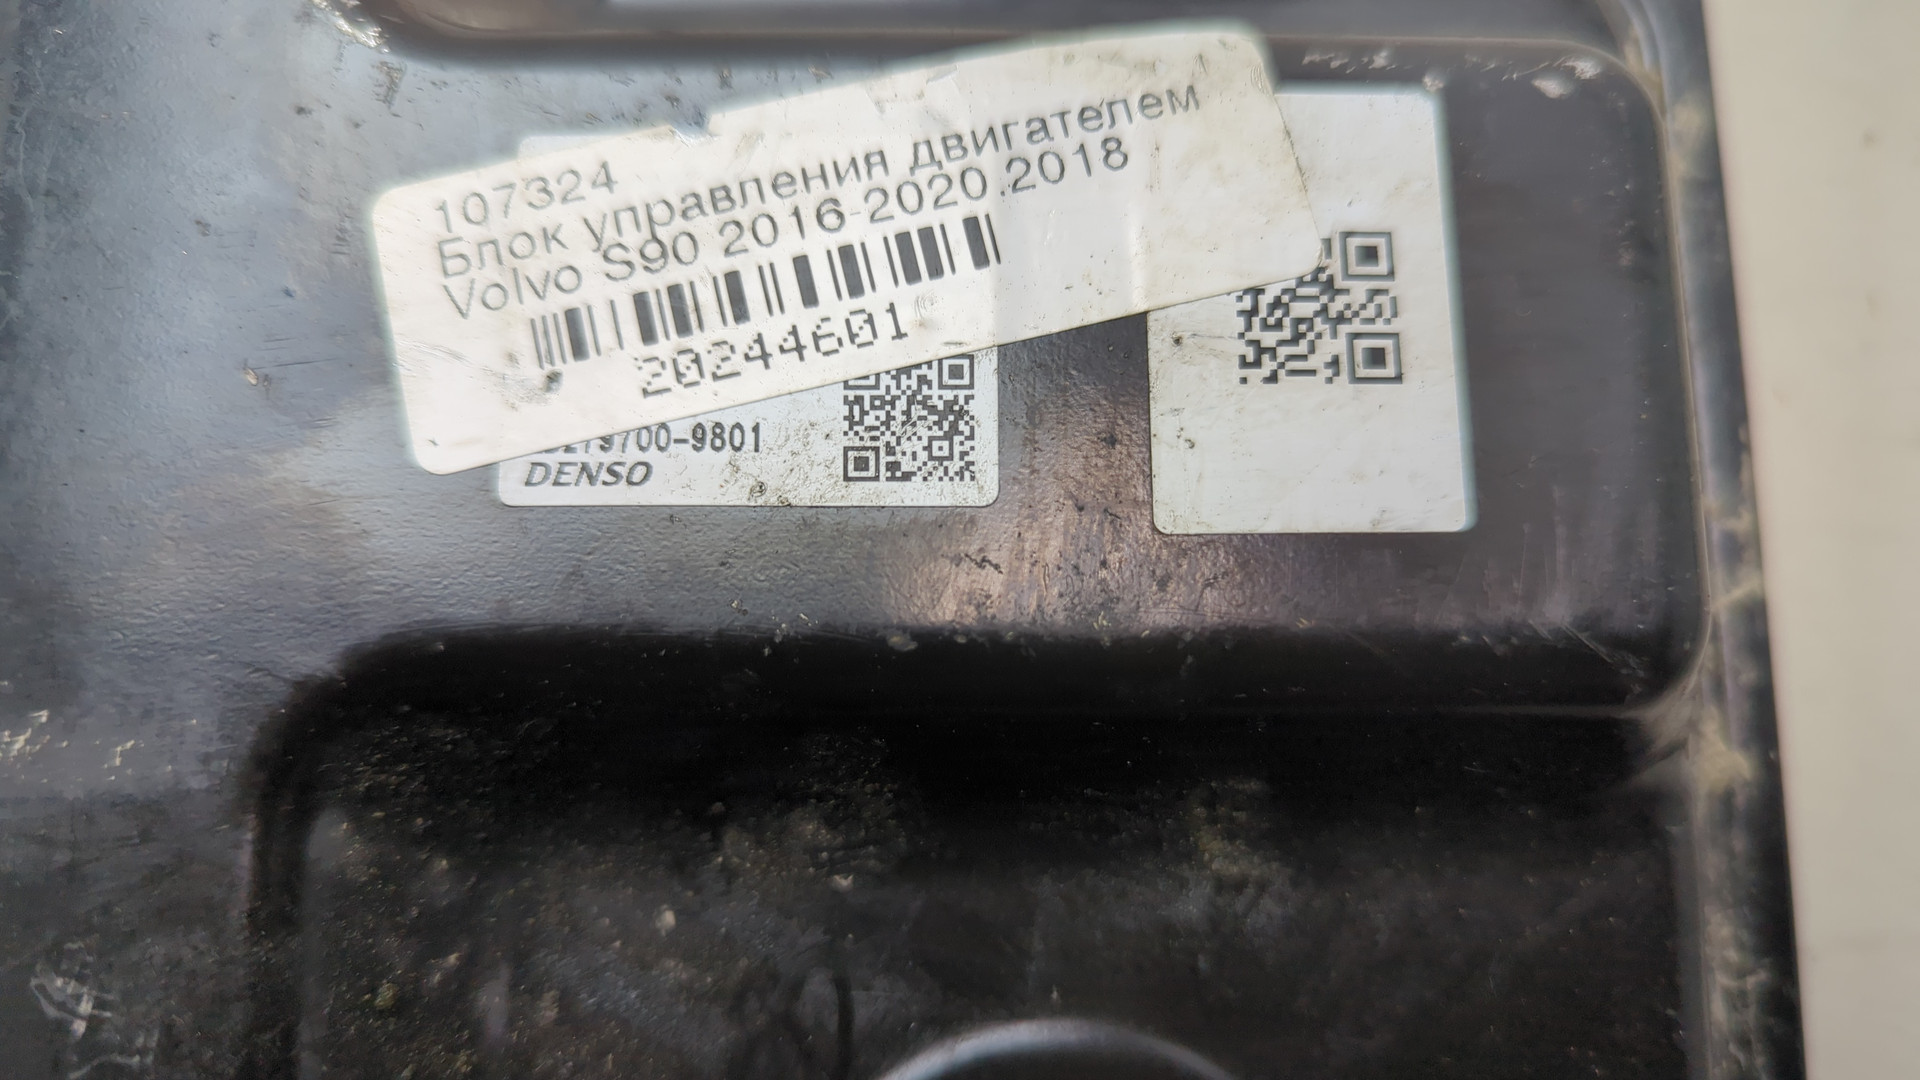 107324
Блок управления двигателем
Volvo S90 2016-2020.2018
20244601
DENSO